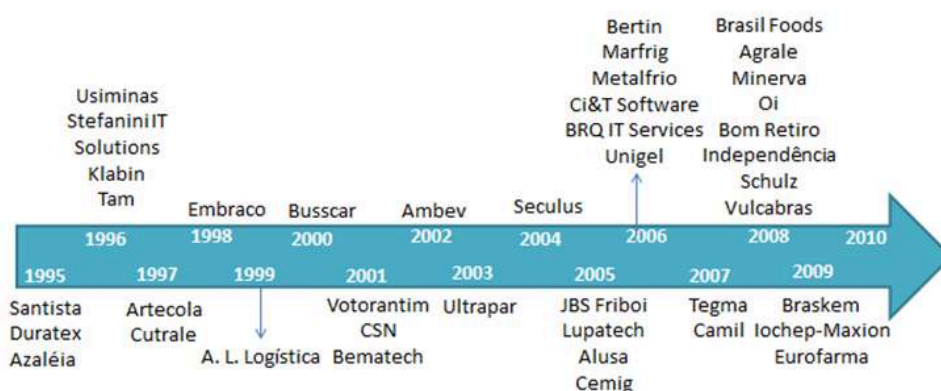 Bertin
Marfrig
Metalfrio
Ci&T Software
BRQ IT Services
Unigel
Brasil Foods
Agrale
Minerva
Oi
Bom Retiro
Independência
Schulz
Vulcabras
Usiminas
Stefanini IT
Solutions
Klabin
Tam
Embraco
Busscar
Ambev
Seculus
1996
1998
2000
2002
2004
2006
2008
2010
1995
1997
1999
2001
2003
2005
2007
2009
Santista
Duratex
Azaléia
Artecola
Cutrale
A. L. Logística
Votorantim
CSN
Bematech
Ultrapar
JBS Friboi
Lupatech
Alusa
Cemig
Tegma
Camil
Braskem
Iochep-Maxion
Eurofarma